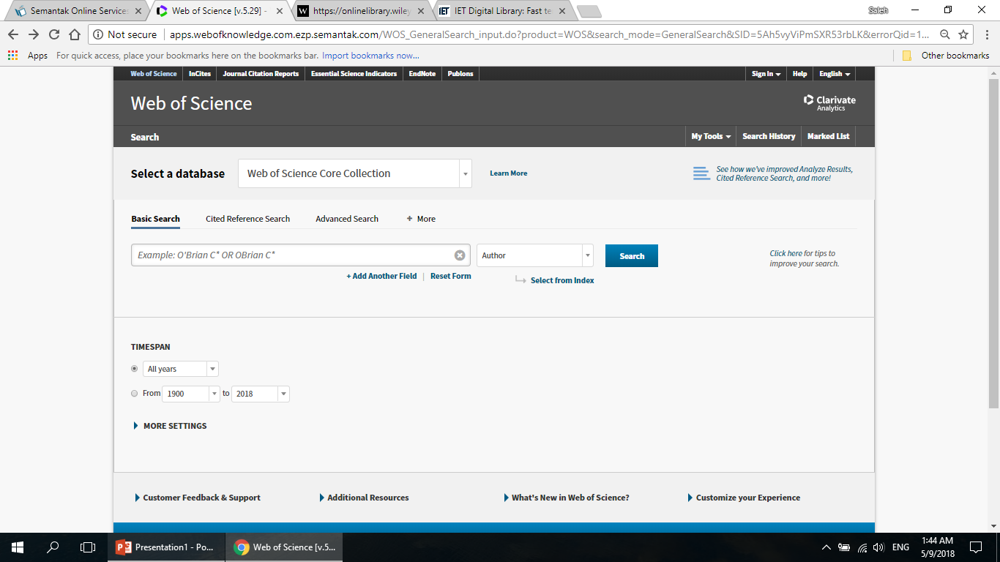 Semantak Online Services
Web of Science [v.5.29] -
https://onlinelibrary.wiley
IET Digital Library: Fast te
Saleh
Not secure
apps.webofknowledge.com.ezp.semantak.com/WOS_GeneralSearch_input.do?product=WOS&search_mode=GeneralSearch&SID=5Ah5vyViPmSXR53rbLK&errorQid=1...
Apps
For quick access, place your bookmarks here on the bookmarks bar. Import bookmarks now...
Other bookmarks
Web of Science
InCites
Journal Citation Reports
Essential Science Indicators
EndNote
Publons
Sign In
Help
English
Web of Science
Clarivate
Analytics
Search
My Tools
Search History
Marked List
Select a database
Web of Science Core Collection
Learn More
See how we've improved Analyze Results,
Cited Reference Search, and more!
Basic Search
Cited Reference Search
Advanced Search
+ More
Example: O'Brian C* OR OBrian C*
Author
Search
Click here for tips to
improve your search.
+ Add Another Field | Reset Form
Select from Index
TIMESPAN
All years
From 1900 to 2018
MORE SETTINGS
Customer Feedback & Support
Additional Resources
What's New in Web of Science?
Customize your Experience
Presentation1 - Po...
Web of Science [v.5...
ENG
1:44 AM
5/9/2018